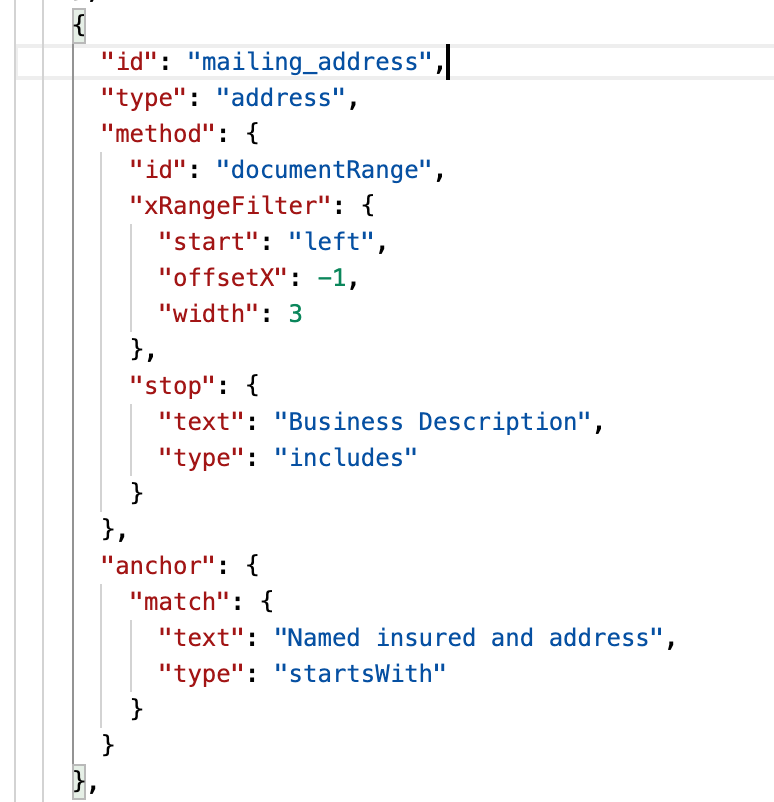 {
"id": "mailing_address",
"type": "address",
"method": {
"id": "documentRange",
"xRangeFilter": {
"start": "left",
"offsetX": -1,
"width": 3
},
"stop": {
"text": "Business Description",
"type": "includes"
}
},
"anchor": {
"match": {
"text": "Named insured and address",
"type": "startsWith"
}
}
},